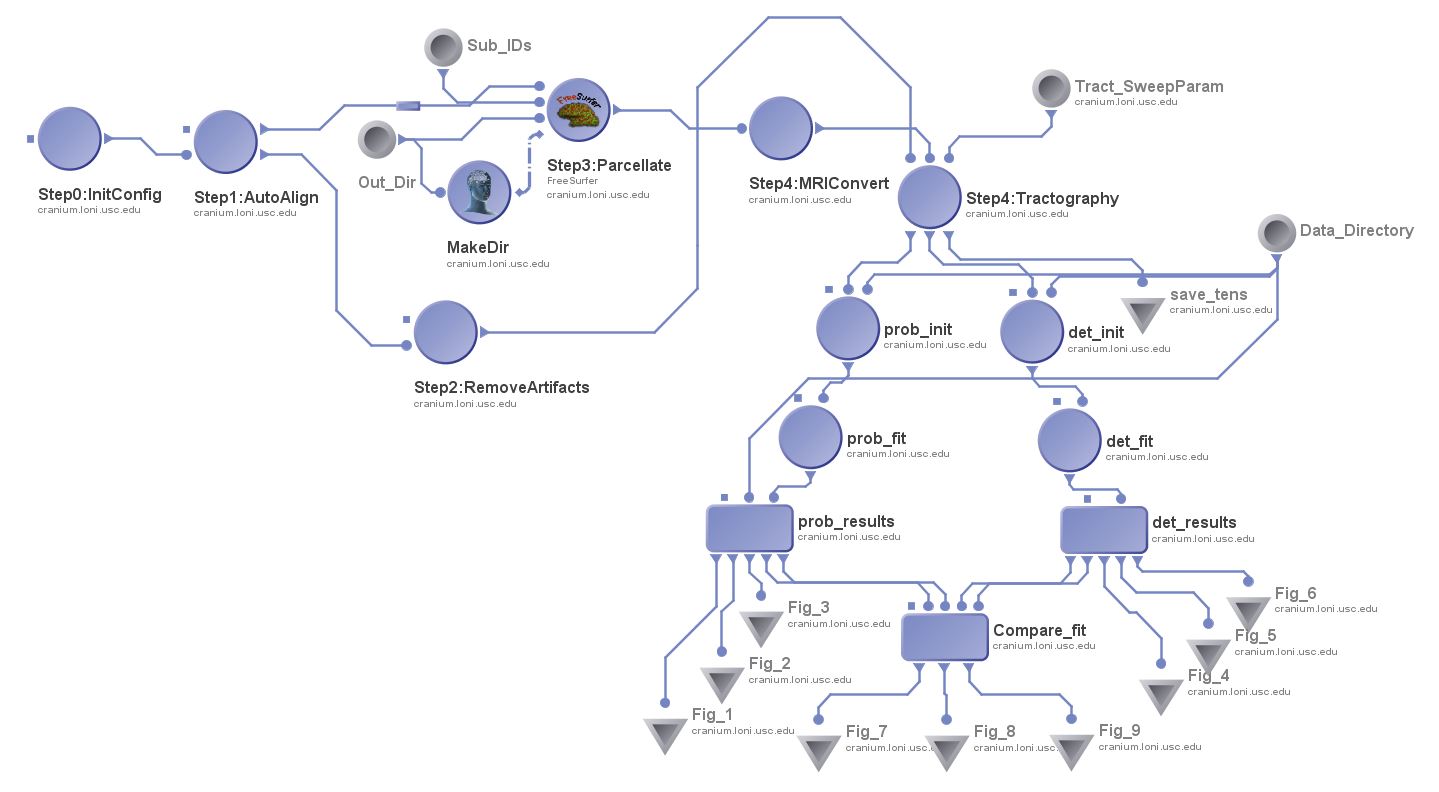 Sub_IDs
Tract_SweepParam
cranium.loni.usc.edu
FreeSurfer
Step0:InitConfig
cranium.loni.usc.edu
Step1:AutoAlign
cranium.loni.usc.edu
Out_Dir
Step3:Parcellate
FreeSurfer
cranium.loni.usc.edu
Step4:MRIConvert
cranium.loni.usc.edu
Step4:Tractography
cranium.loni.usc.edu
MakeDir
cranium.loni.usc.edu
Data_Directory
save_tens
cranium.loni.usc.edu
prob_init
cranium.loni.usc.edu
det_init
cranium.loni.usc.edu
Step2:RemoveArtifacts
cranium.loni.usc.edu
prob_fit
cranium.loni.usc.edu
det_fit
cranium.loni.usc.edu
prob_results
cranium.loni.usc.edu
det_results
cranium.loni.usc.edu
Fig_3
cranium.loni.usc.edu
Fig_6
cranium.loni.usc.edu
Compare_fit
cranium.loni.usc.edu
Fig_5
cranium.loni.usc.edu
Fig_2
cranium.loni.usc.edu
Fig_4
cranium.loni.usc.edu
Fig_1
cranium.loni.usc.edu
Fig_7
cranium.loni.usc.
Fig_8
cranium.loni.usc.
Fig_9
cranium.loni.usc.edu